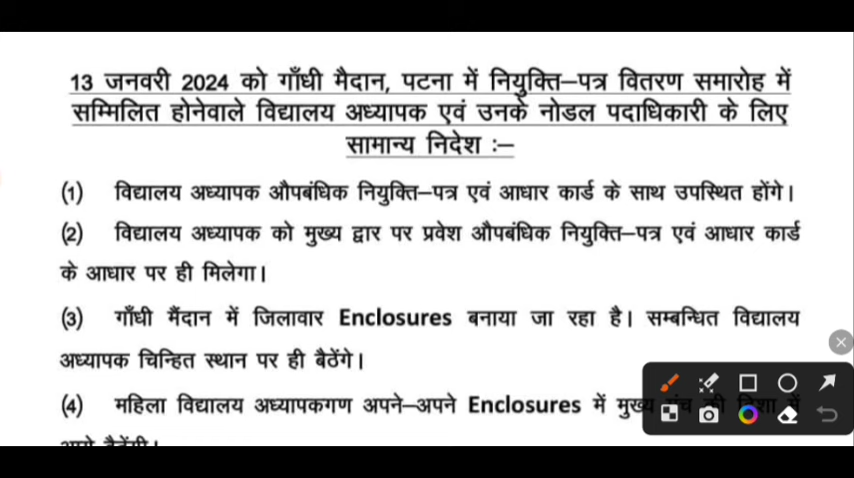 13 जनवरी 2024 को गाँधी मैदान, पटना में नियुक्ति–पत्र वितरण समारोह में
सम्मिलित होनेवाले विद्यालय अध्यापक एवं उनके नोडल पदाधिकारी के लिए
सामान्य निदेश :–
(1) विद्यालय अध्यापक औपबंधिक नियुक्ति–पत्र एवं आधार कार्ड के साथ उपस्थित होंगे।
(2) विद्यालय अध्यापक को मुख्य द्वार पर प्रवेश औपबंधिक नियुक्ति–पत्र एवं आधार कार्ड
के आधार पर ही मिलेगा।
(3) गाँधी मैंदान में जिलावार Enclosures बनाया जा रहा है। सम्बन्धित विद्यालय
अध्यापक चिन्हित स्थान पर ही बैठेंगे।
(4) महिला विद्यालय अध्यापकगण अपने–अपने Enclosures में मुख्य मंच की दिशा में